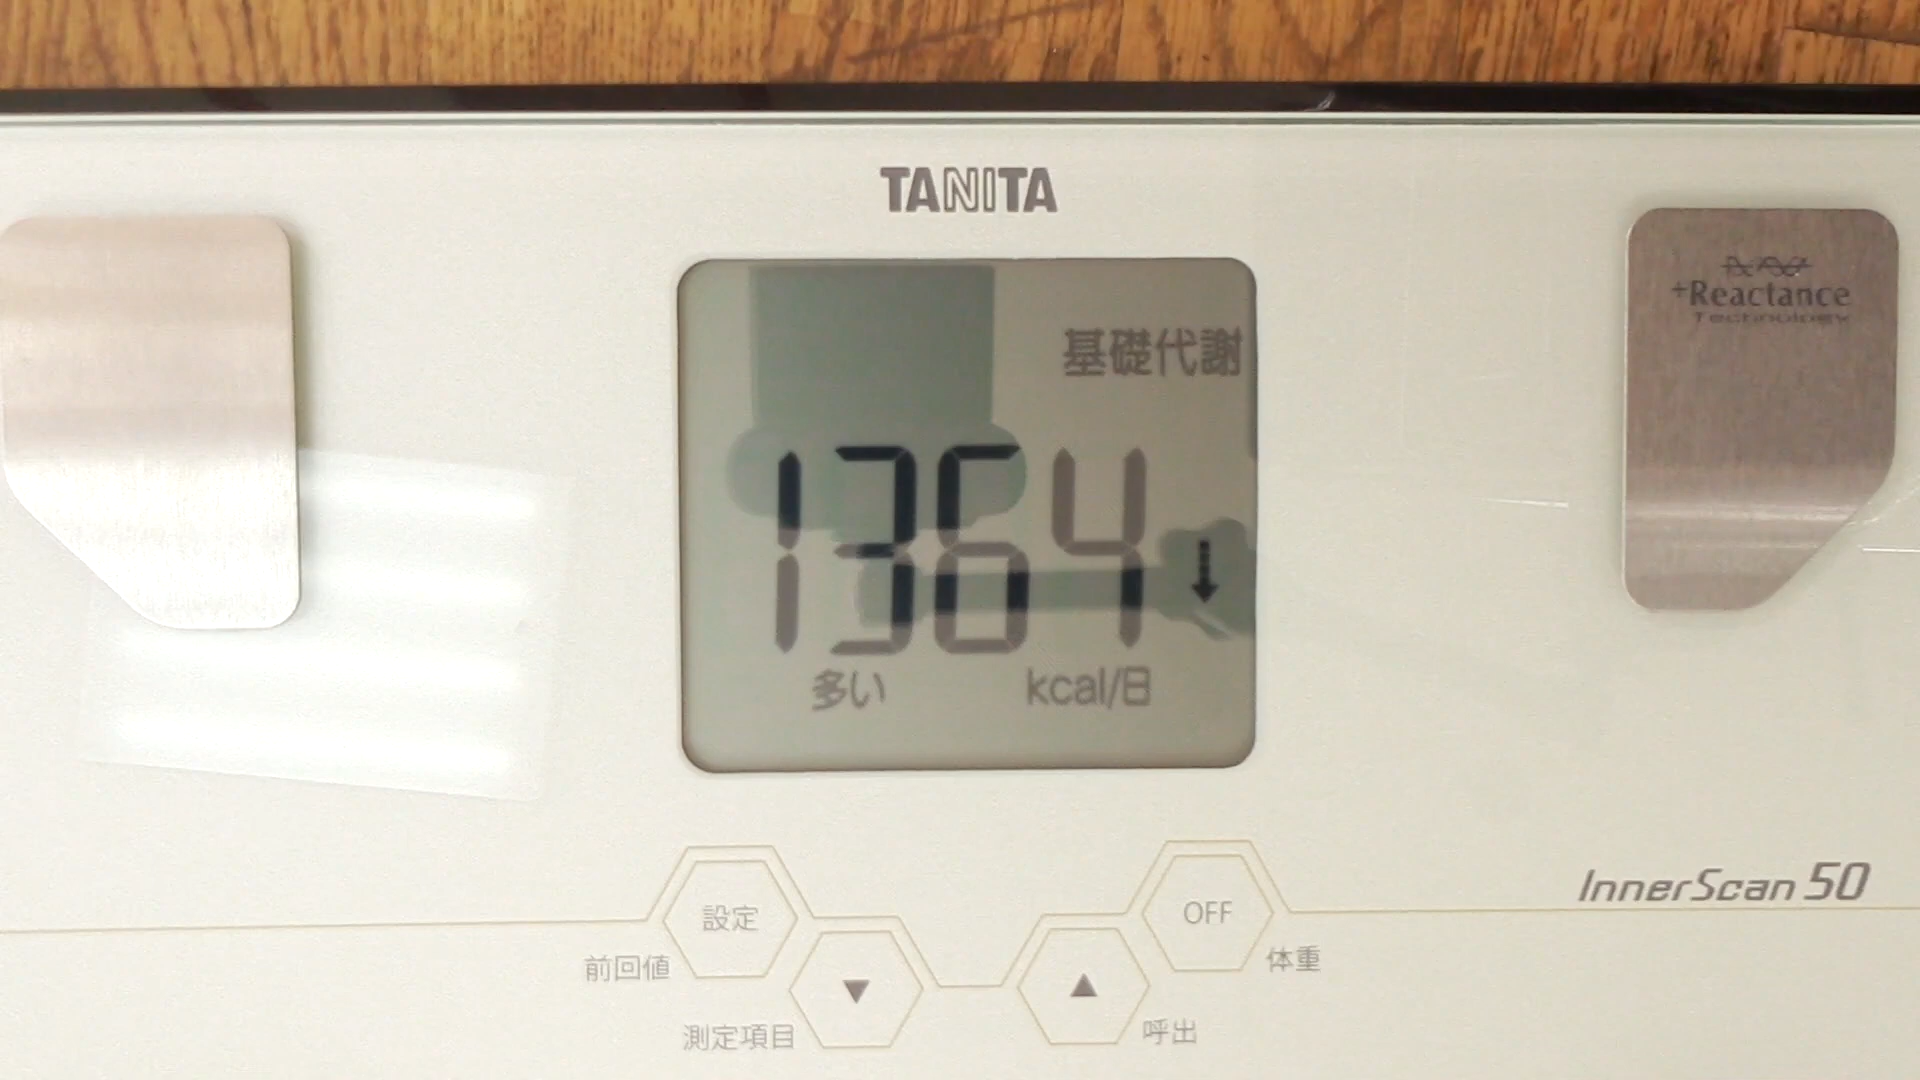 TANITA
+Reactance
Technology
基礎代謝
1364
多い kcal/日
InnerScan 50
設定
OFF
前回値
体重
▼
▲
測定項目
呼出